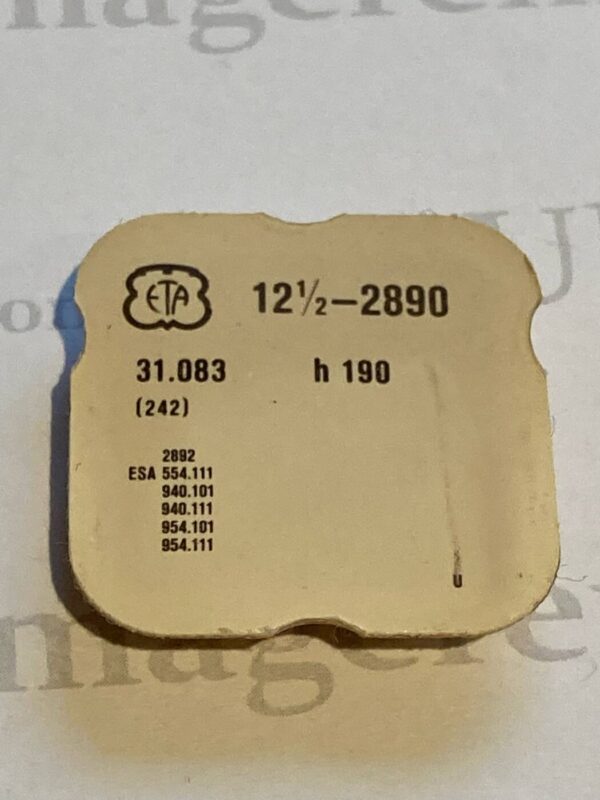 ETA 12½–2890
31.083 h 190
(242)
2892
ESA 554.111
940.101
940.111
954.101
954.111
U